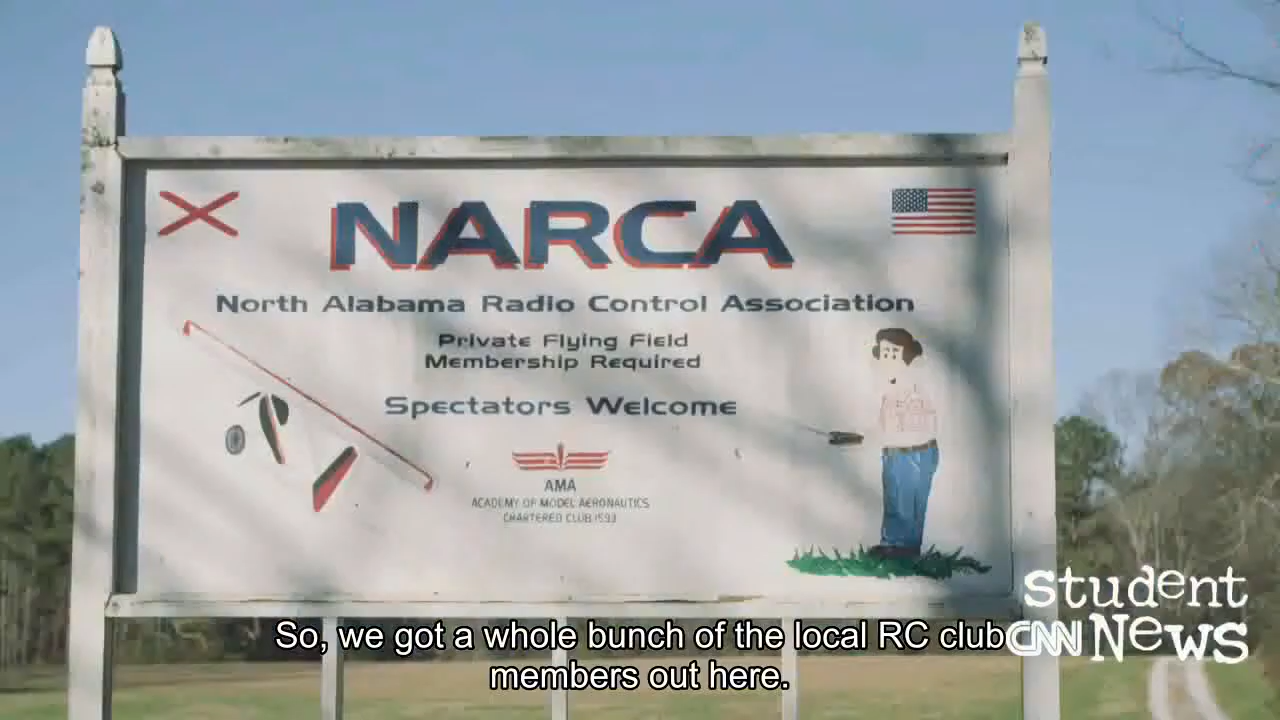 NARCA
North Alabama Radio Control Association
Private Flying Field
Membership Required
Spectators Welcome
AMA
ACADEMY OF MODEL AERONAUTICS
CHARTERED CLUB 1593
So, we got a whole bunch of the local RC club
members out here.
Student
CNN News